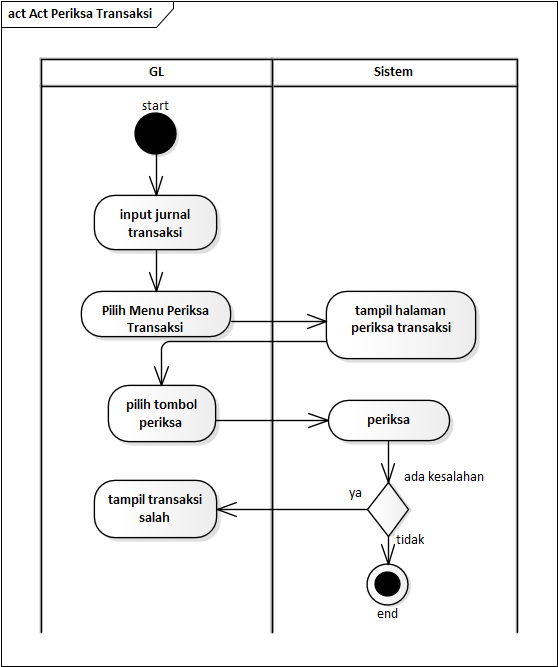 act Act Periksa Transaksi
GL
Sistem
start
input jurnal
transaksi
Pilih Menu Periksa
Transaksi
tampil halaman
periksa transaksi
pilih tombol
periksa
periksa
ada kesalahan
ya
tampil transaksi
salah
tidak
end